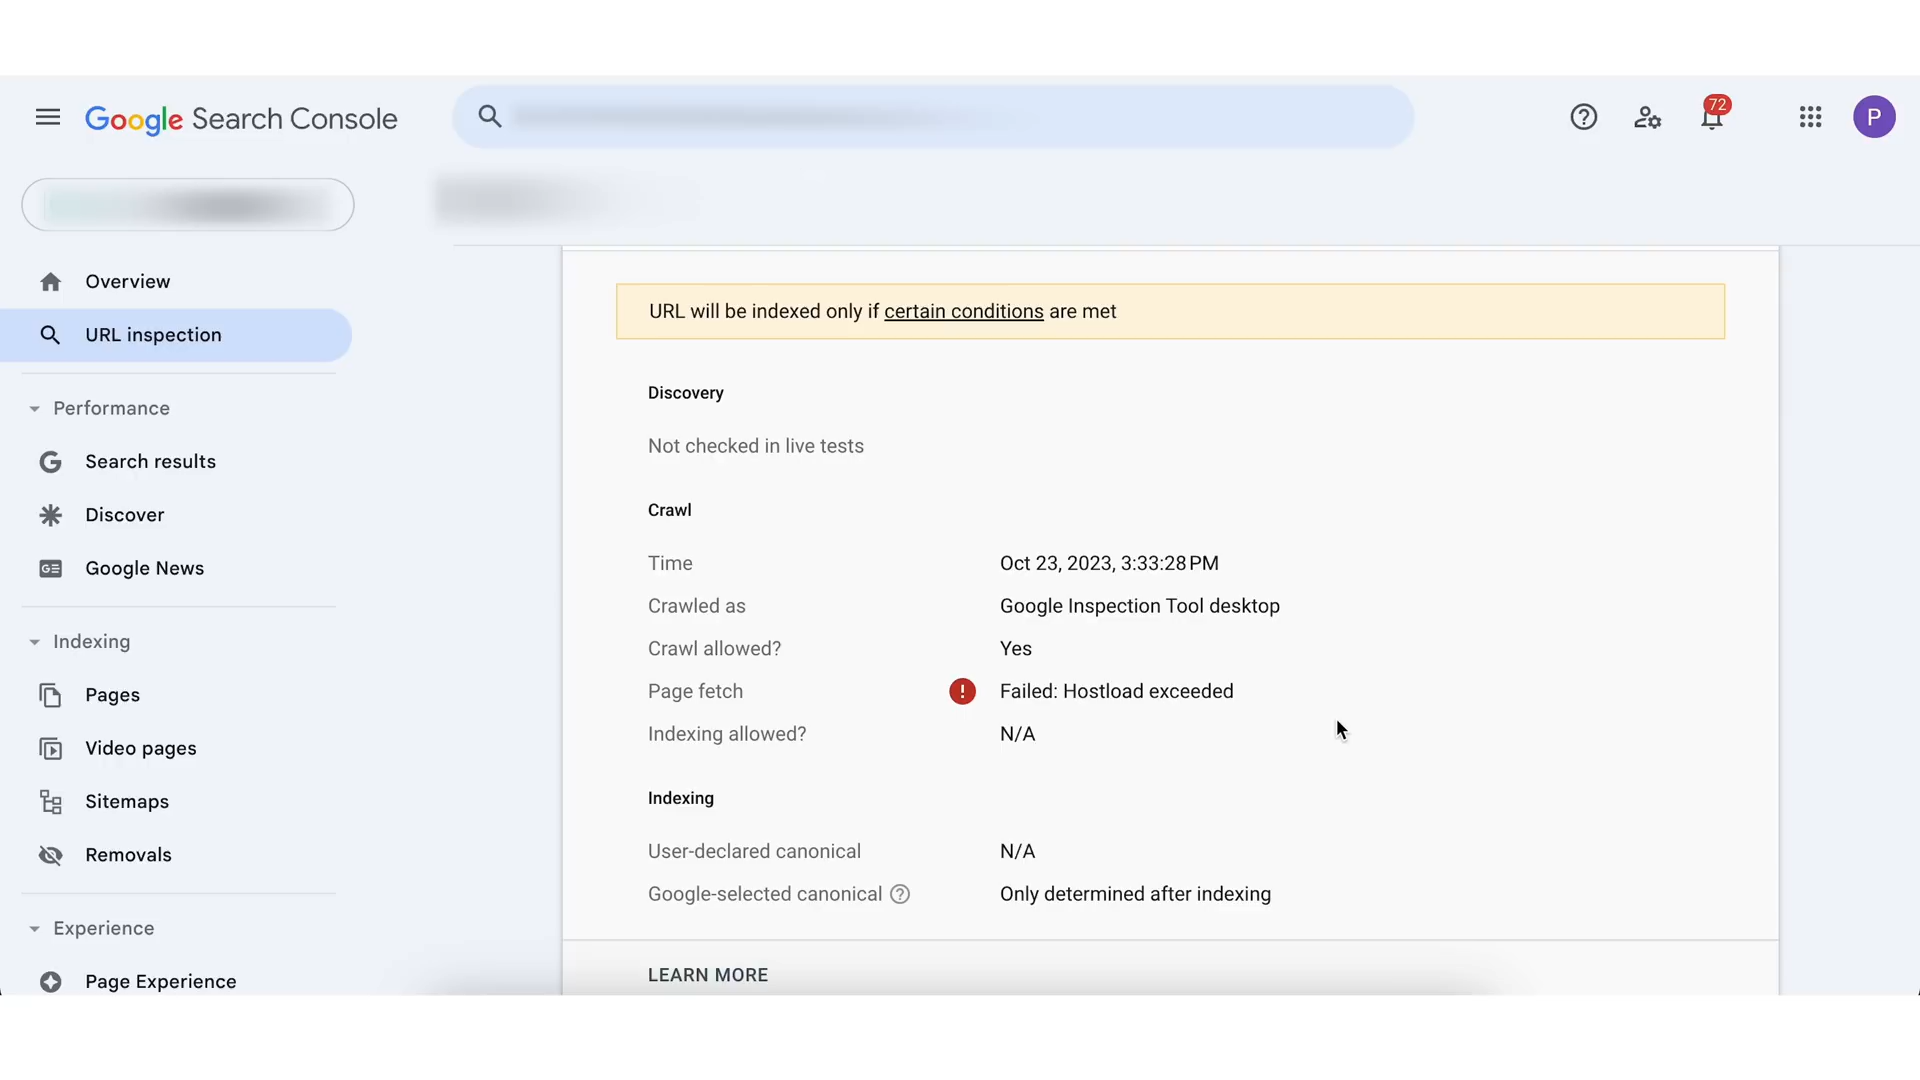 Google Search Console
72
P
Overview
URL inspection
Performance
Search results
Discover
Google News
Indexing
Pages
Video pages
Sitemaps
Removals
Experience
Page Experience
URL will be indexed only if certain conditions are met
Discovery
Not checked in live tests
Crawl
Time Oct 23, 2023, 3:33:28 PM
Crawled as Google Inspection Tool desktop
Crawl allowed? Yes
Page fetch ! Failed: Hostload exceeded
Indexing allowed? N/A
Indexing
User-declared canonical N/A
Google-selected canonical ? Only determined after indexing
LEARN MORE